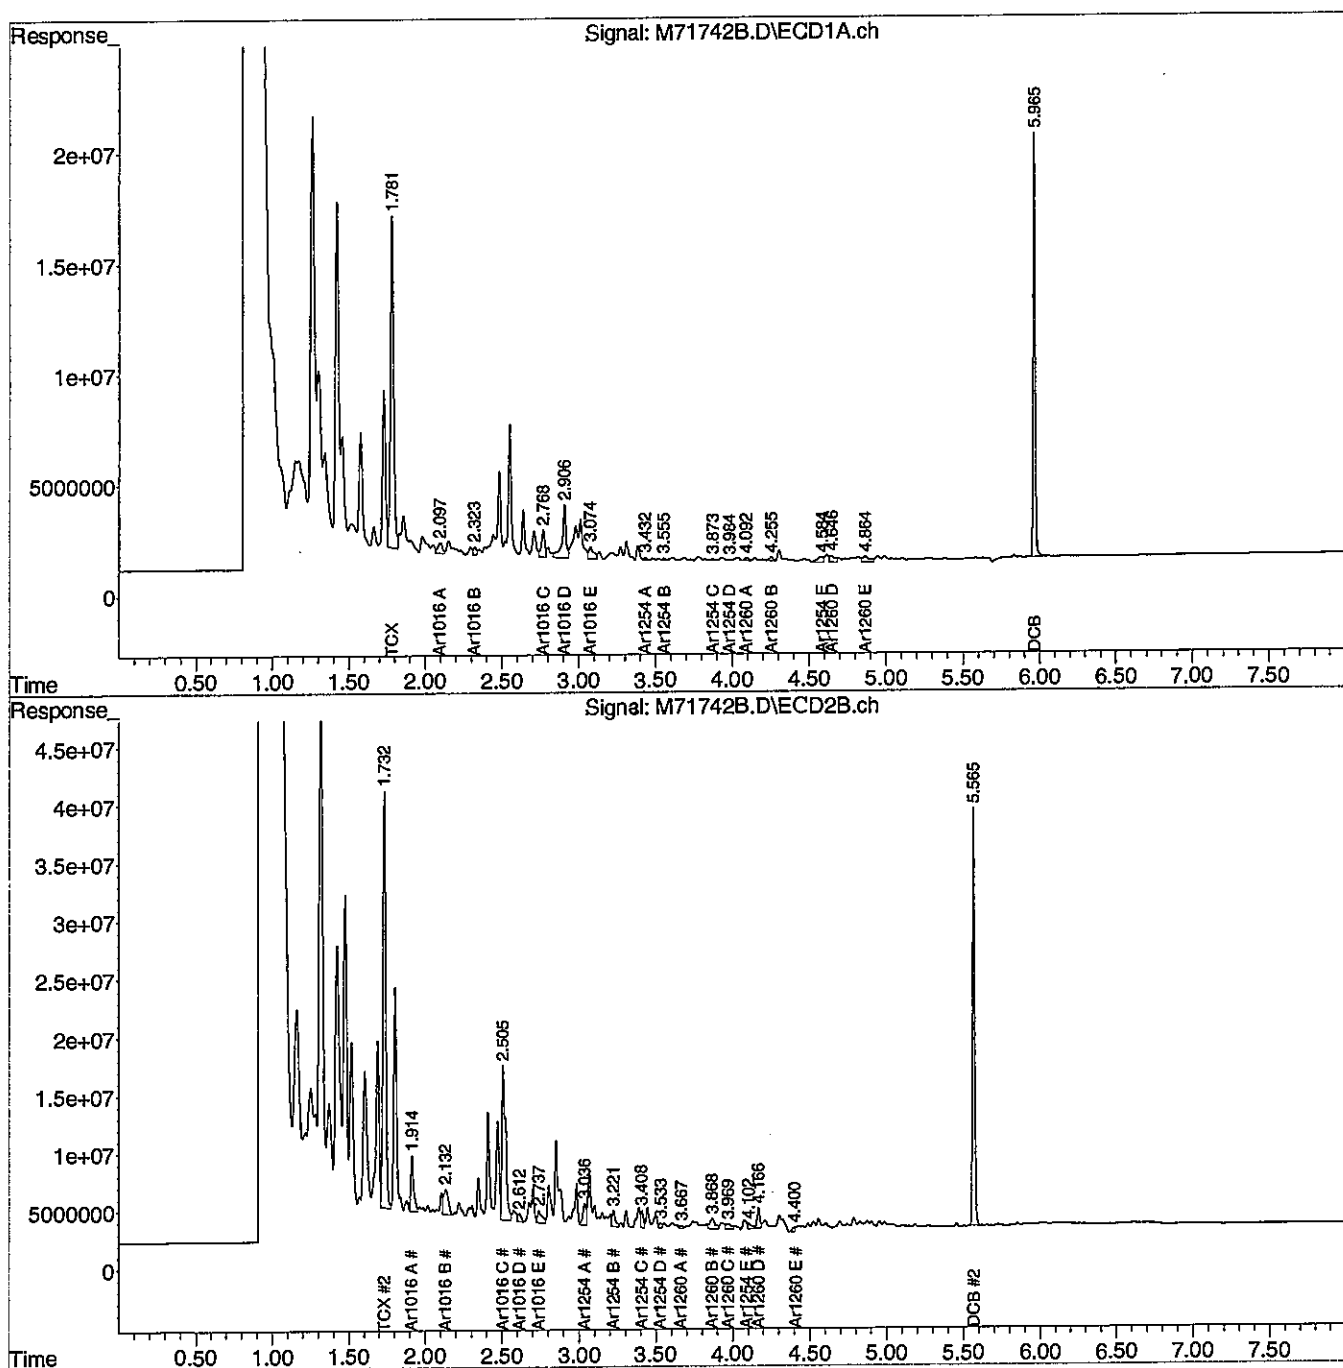 Response_
Signal: M71742B.D\ECD1A.ch
5.965
2e+07
1.781
1.5e+07
1e+07
5000000
2.097
2.323
2.768
2.906
3.074
3.432
3.555
3.873
3.984
4.092
4.255
4.584
4.646
4.864
0
TCX
Ar1016 A
Ar1016 B
Ar1016 C
Ar1016 D
Ar1016 E
Ar1254 A
Ar1254 B
Ar1254 C
Ar1254 D
Ar1260 A
Ar1260 B
Ar1254 E
Ar1260 D
Ar1260 E
DCB
Time 0.50 1.00 1.50 2.00 2.50 3.00 3.50 4.00 4.50 5.00 5.50 6.00 6.50 7.00 7.50
Response_
Signal: M71742B.D\ECD2B.ch
4.5e+07
1.732
5.565
4e+07
3.5e+07
3e+07
2.5e+07
2e+07
1.5e+07
1e+07
5000000
1.914
2.132
2.505
2.612
2.737
3.036
3.221
3.408
3.533
3.667
3.868
3.969
4.102
4.166
4.400
0
TCX #2
Ar1016 A #
Ar1016 B #
Ar1016 C #
Ar1016 D #
Ar1016 E #
Ar1254 A #
Ar1254 B #
Ar1254 C #
Ar1254 D #
Ar1260 A #
Ar1260 B #
Ar1260 C #
Ar1254 E #
Ar1260 D #
Ar1260 E #
DCB #2
Time 0.50 1.00 1.50 2.00 2.50 3.00 3.50 4.00 4.50 5.00 5.50 6.00 6.50 7.00 7.50